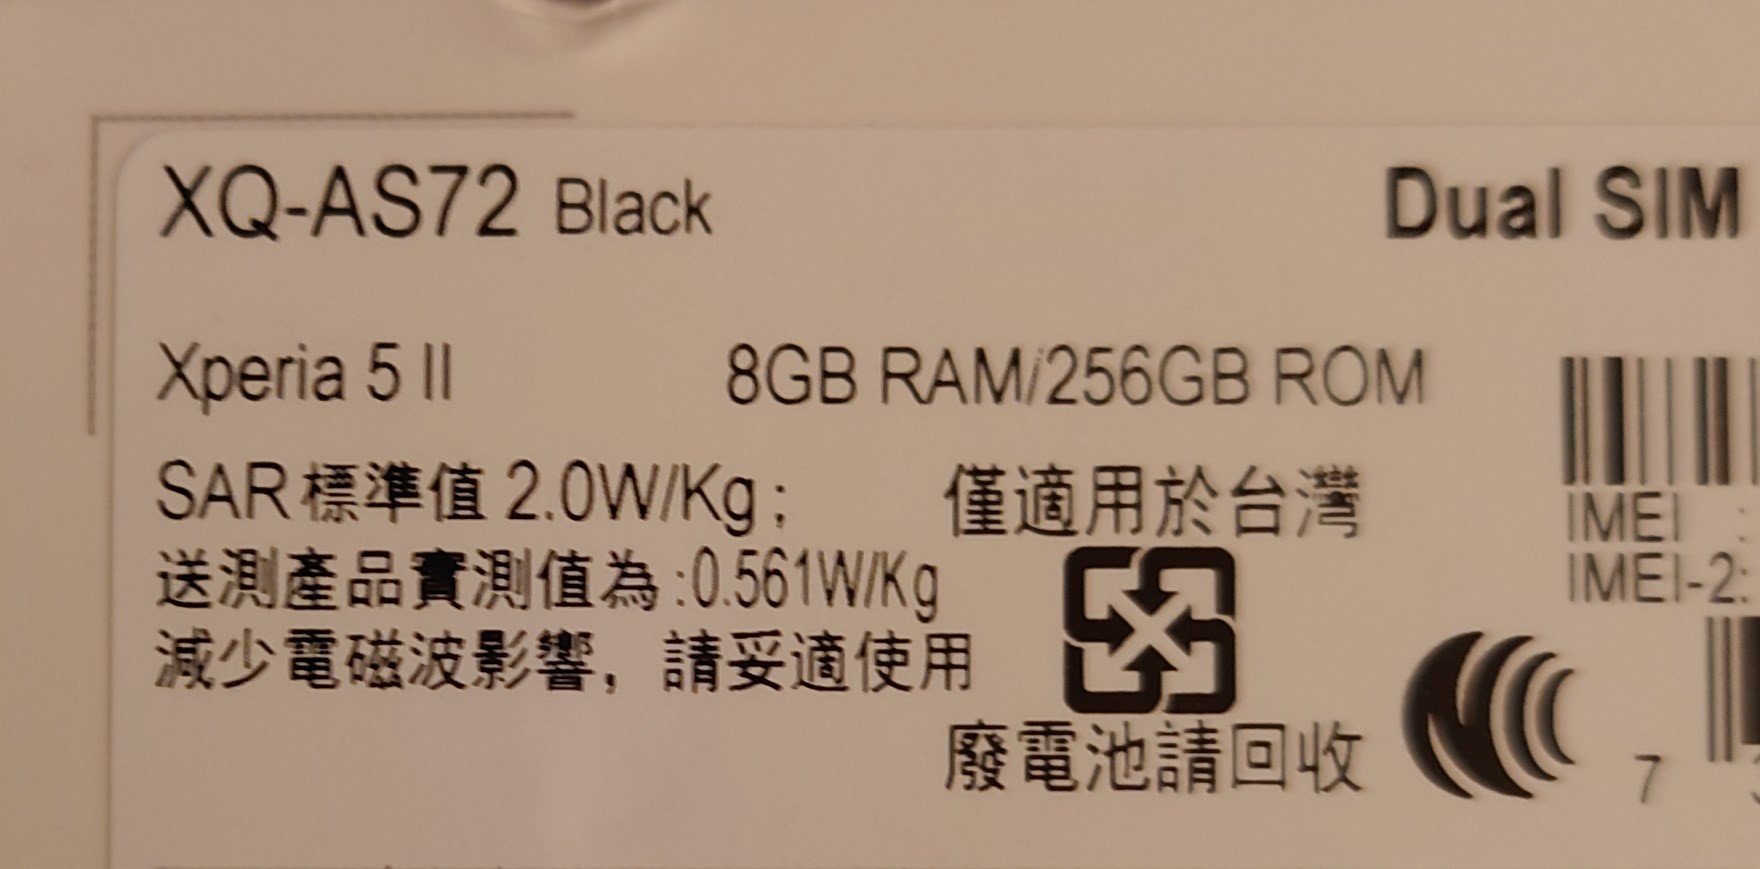 XQ-AS72 Black
Dual SIM
Xperia 5 II
8GB RAM/256GB ROM
SAR 標準值 2.0W/Kg ;
送測產品實測值為 :0.561W/Kg
減少電磁波影響，請妥適使用
僅適用於台灣
廢電池請回收
IMEI :
IMEI-2:
7